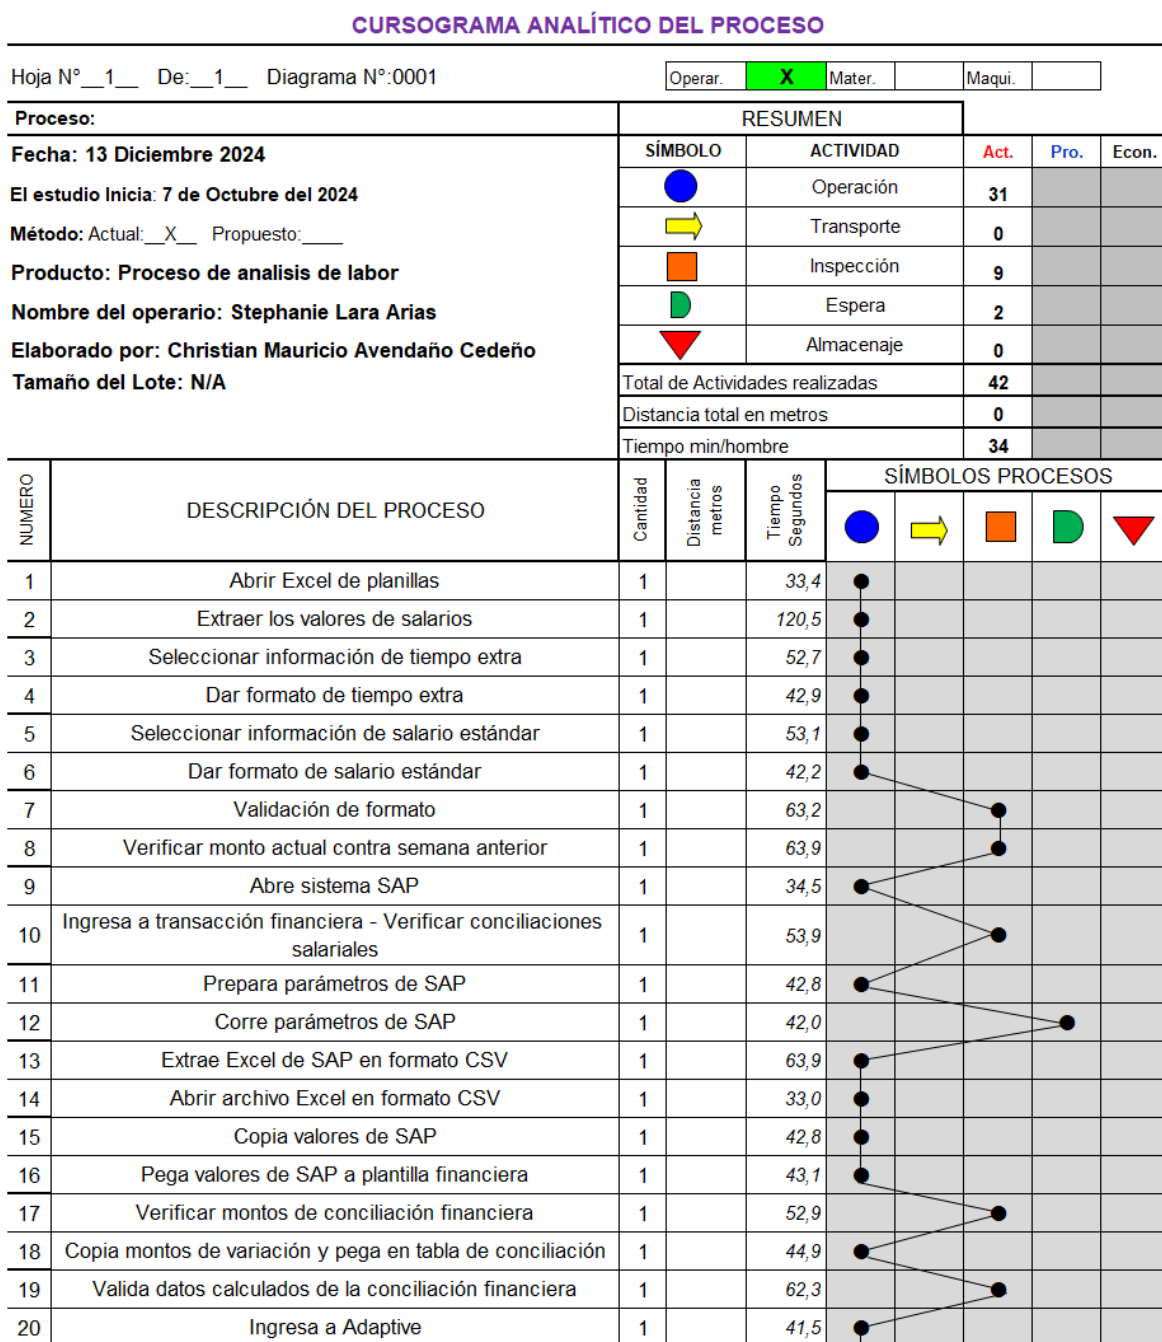 CURSOGRAMA ANALÍTICO DEL PROCESO
Hoja N°__1__ De:__1__ Diagrama N°:0001
Operar. X Mater. Maqui.
Proceso:
RESUMEN
Fecha: 13 Diciembre 2024
SÍMBOLO ACTIVIDAD Act. Pro. Econ.
El estudio Inicia: 7 de Octubre del 2024
Operación 31
Método: Actual:__X__ Propuesto:____
Transporte 0
Producto: Proceso de analisis de labor
Inspección 9
Nombre del operario: Stephanie Lara Arias
Espera 2
Elaborado por: Christian Mauricio Avendaño Cedeño
Almacenaje 0
Tamaño del Lote: N/A
Total de Actividades realizadas 42
Distancia total en metros 0
Tiempo min/hombre 34
NUMERO
DESCRIPCIÓN DEL PROCESO
Cantidad
Distancia
metros
Tiempo
Segundos
SÍMBOLOS PROCESOS
1 Abrir Excel de planillas 1 33,4
2 Extraer los valores de salarios 1 120,5
3 Seleccionar información de tiempo extra 1 52,7
4 Dar formato de tiempo extra 1 42,9
5 Seleccionar información de salario estándar 1 53,1
6 Dar formato de salario estándar 1 42,2
7 Validación de formato 1 63,2
8 Verificar monto actual contra semana anterior 1 63,9
9 Abre sistema SAP 1 34,5
10 Ingresa a transacción financiera - Verificar conciliaciones
salariales 1 53,9
11 Prepara parámetros de SAP 1 42,8
12 Corre parámetros de SAP 1 42,0
13 Extrae Excel de SAP en formato CSV 1 63,9
14 Abrir archivo Excel en formato CSV 1 33,0
15 Copia valores de SAP 1 42,8
16 Pega valores de SAP a plantilla financiera 1 43,1
17 Verificar montos de conciliación financiera 1 52,9
18 Copia montos de variación y pega en tabla de conciliación 1 44,9
19 Valida datos calculados de la conciliación financiera 1 62,3
20 Ingresa a Adaptive 1 41,5